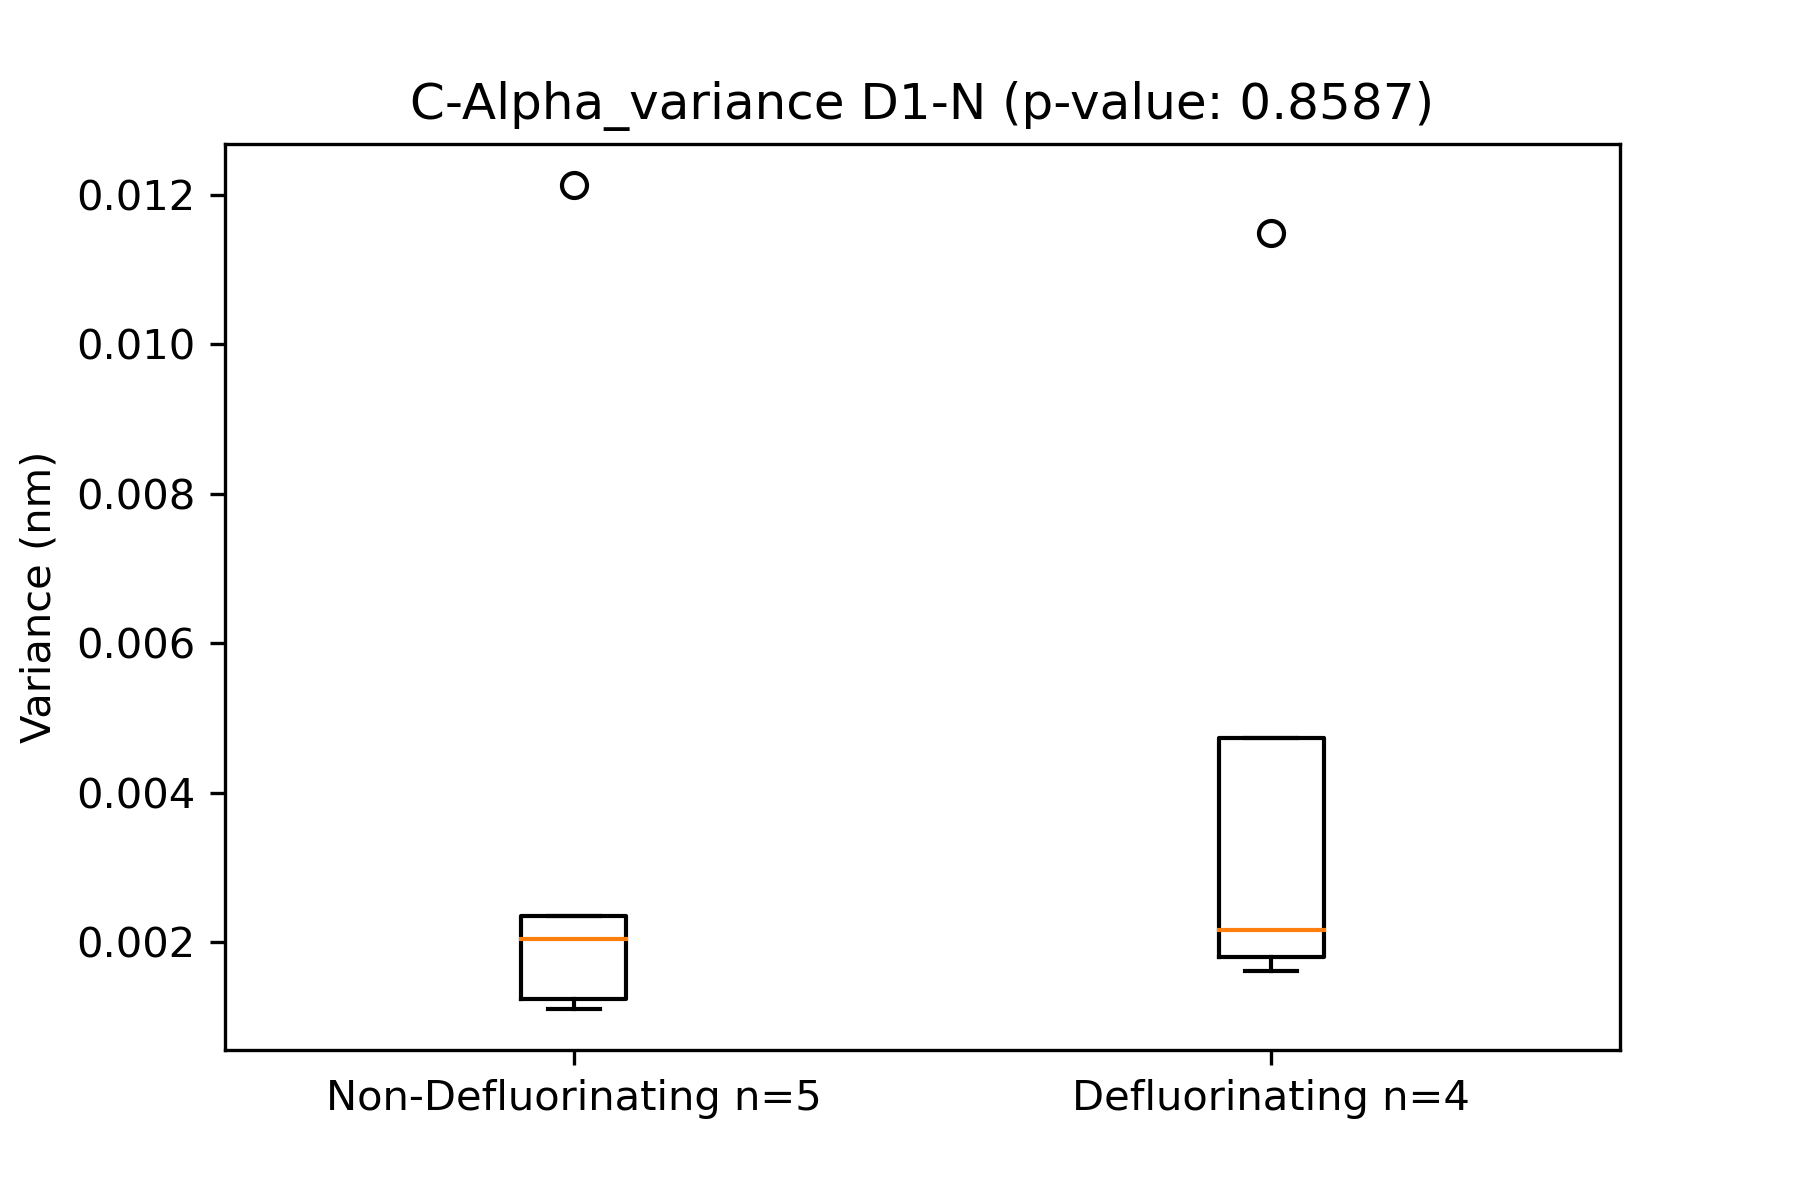 C-Alpha_variance D1-N (p-value: 0.8587)
0.012
0.010
0.008
0.006
0.004
0.002
Variance (nm)
Non-Defluorinating n=5
Defluorinating n=4